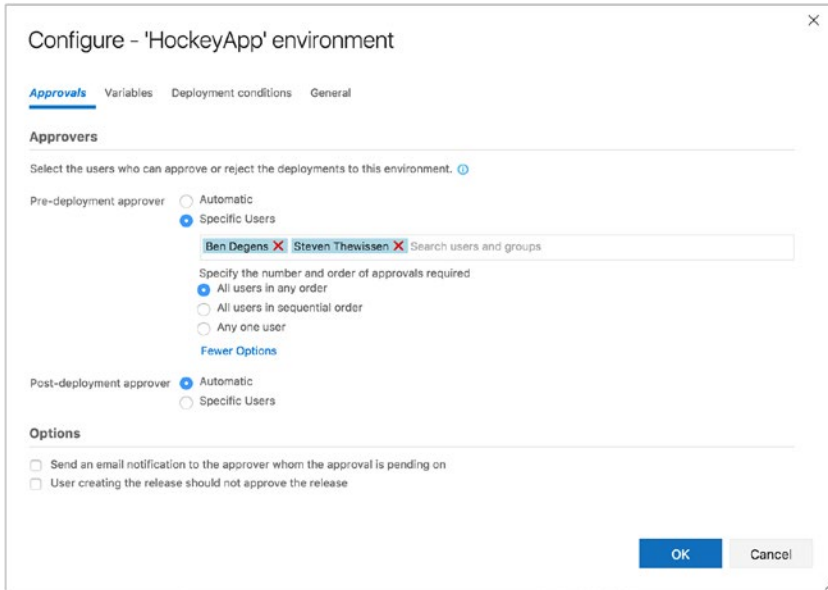 Configure - 'HockeyApp' environment
Approvals Variables Deployment conditions General
Approvers
Select the users who can approve or reject the deployments to this environment.
Pre-deployment approver Automatic
Specific Users
Ben Degens Steven Thewissen Search users and groups
Specify the number and order of approvals required
All users in any order
All users in sequential order
Any one user
Fewer Options
Post-deployment approver Automatic
Specific Users
Options
Send an email notification to the approver whom the approval is pending on
User creating the release should not approve the release
OK Cancel